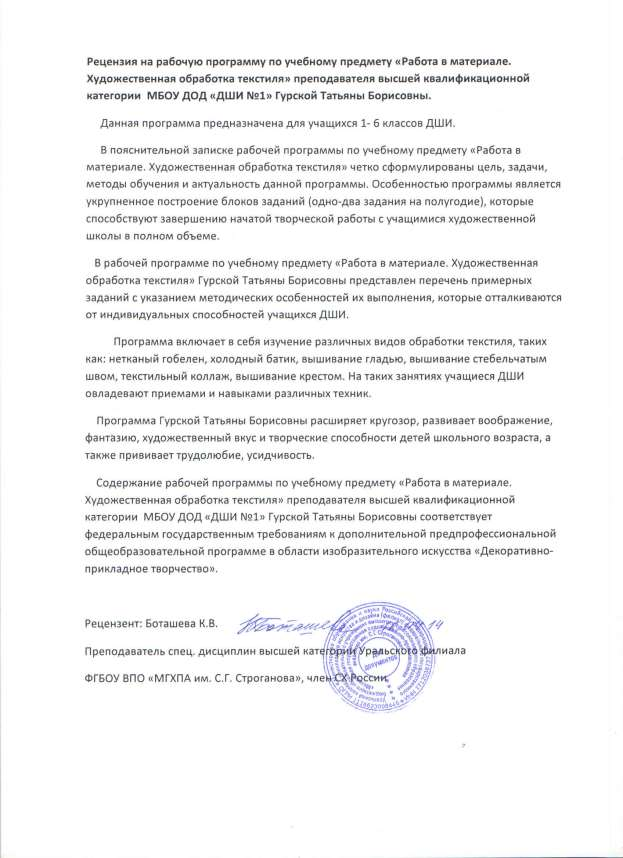 Рецензия на рабочую программу по учебному предмету «Работа в материале.
Художественная обработка текстиля» преподавателя высшей квалификационной
категории МБОУ ДОД «ДШИ №1» Гурской Татьяны Борисовны.
Данная программа предназначена для учащихся 1- 6 классов ДШИ.
В пояснительной записке рабочей программы по учебному предмету «Работа в
материале. Художественная обработка текстиля» четко сформулированы цель, задачи,
методы обучения и актуальность данной программы. Особенностью программы является
укрупненное построение блоков заданий (одно-два задания на полугодие), которые
способствуют завершению начатой творческой работы с учащимися художественной
школы в полном объеме.
В рабочей программе по учебному предмету «Работа в материале. Художественная
обработка текстиля» Гурской Татьяны Борисовны представлен перечень примерных
заданий с указанием методических особенностей их выполнения, которые отталкиваются
от индивидуальных способностей учащихся ДШИ.
Программа включает в себя изучение различных видов обработки текстиля, таких
как: нетканый гобелен, холодный батик, вышивание гладью, вышивание стебельчатым
швом, текстильный коллаж, вышивание крестом. На таких занятиях учащиеся ДШИ
овладевают приемами и навыками различных техник.
Программа Гурской Татьяны Борисовны расширяет кругозор, развивает воображение,
фантазию, художественный вкус и творческие способности детей школьного возраста, а
также прививает трудолюбие, усидчивость.
Содержание рабочей программы по учебному предмету «Работа в материале.
Художественная обработка текстиля» преподавателя высшей квалификационной
категории МБОУ ДОД «ДШИ №1» Гурской Татьяны Борисовны соответствует
федеральным государственным требованиям к дополнительной предпрофессиональной
общеобразовательной программе в области изобразительного искусства «Декоративно-
прикладное творчество».
Рецензент: Боташева К.В.
Преподаватель спец. дисциплин высшей категории Уральского филиала
ФГБОУ ВПО «МГХПА им. С.Г. Строганова», член СХ России.
Для
документов